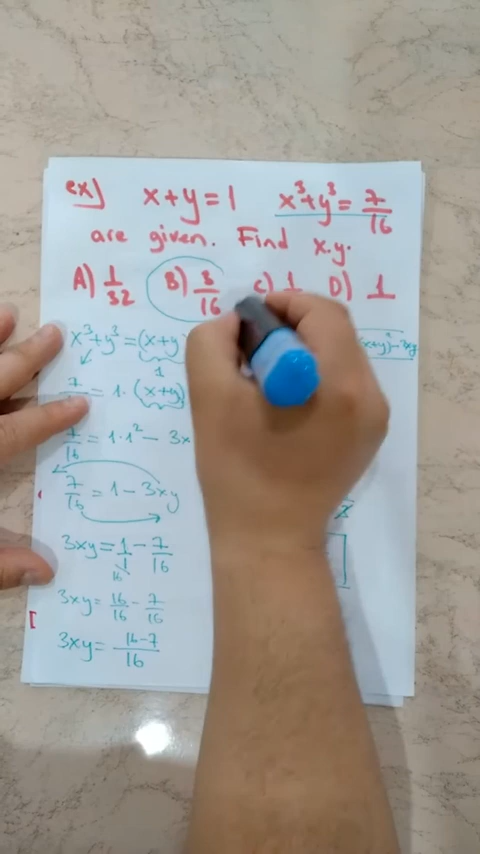 ex) x+y=1 x³+y³=7/16
are given. Find x.y.
A) 1/32 B) 3/16 C) 1 D) 1
x³+y³=(x+y)
1
7/ = 1.(x+y)
7/16 = 1.1² - 3x
7/16 = 1-3xy
3xy = 1/1 - 7/16
16
3xy = 16/16 - 7/16
3xy = 16-7/16